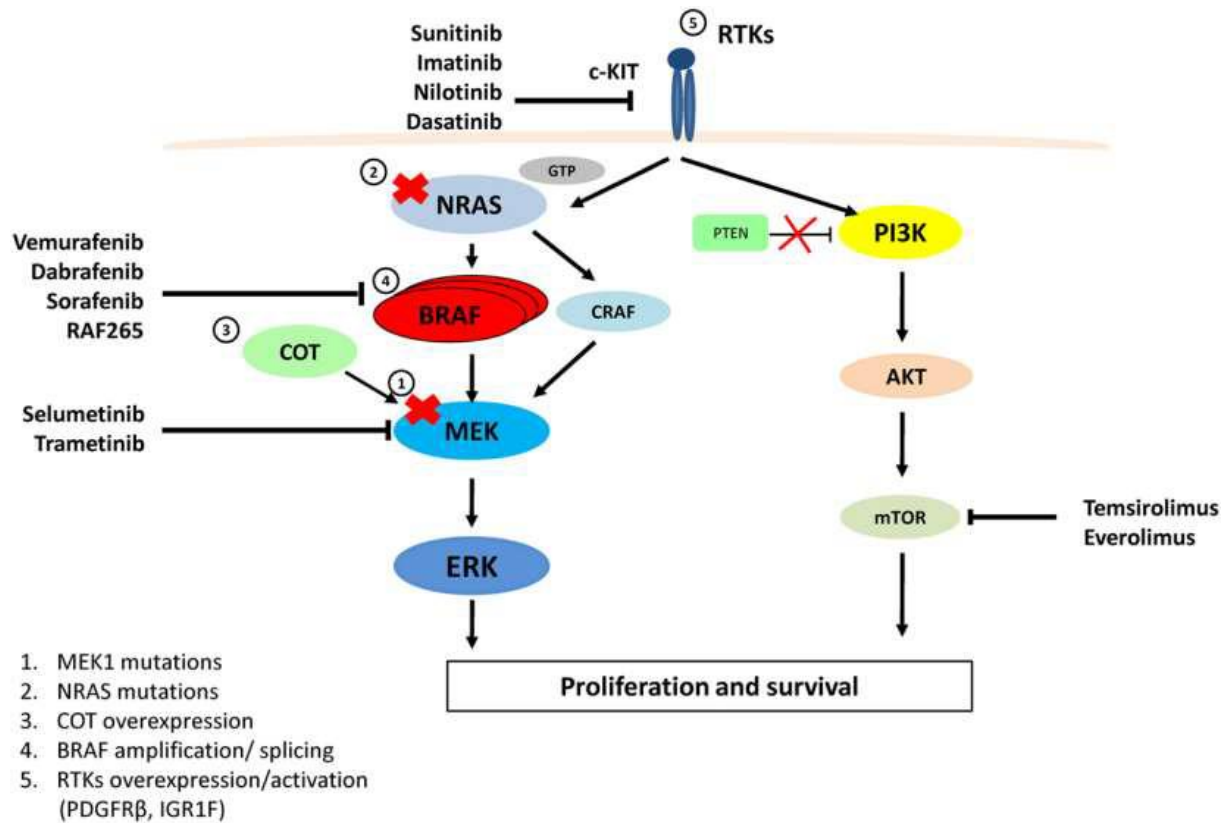 Sunitinib
Imatinib
Nilotinib
Dasatinib
c-KIT
5
RTKs
2
GTP
NRAS
Vemurafenib
Dabrafenib
Sorafenib
RAF265
PTEN
PI3K
4
BRAF
CRAF
3
COT
AKT
1
Selumetinib
Trametinib
MEK
mTOR
Temsirolimus
Everolimus
ERK
Proliferation and survival
1. MEK1 mutations
2. NRAS mutations
3. COT overexpression
4. BRAF amplification/ splicing
5. RTKs overexpression/activation
(PDGFRβ, IGR1F)